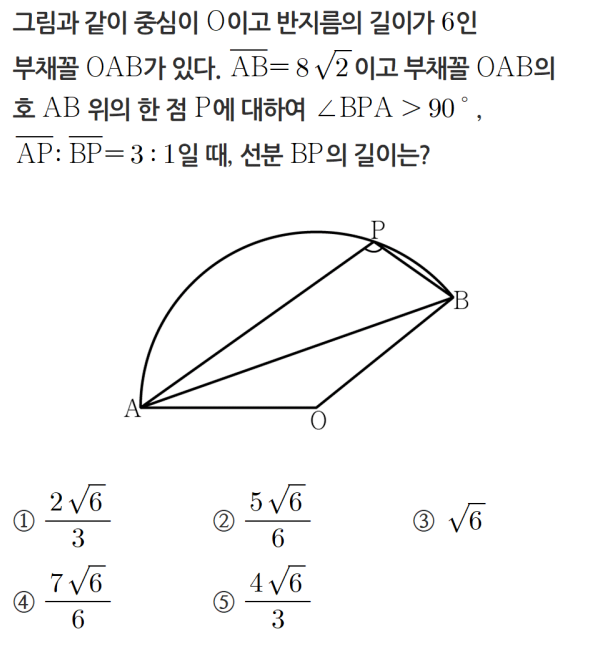 그림과 같이 중심이 O이고 반지름의 길이가 6인
부채꼴 OAB가 있다. $\overline{AB}=8\sqrt{2}$이고 부채꼴 OAB의
호 AB 위의 한 점 P에 대하여 ∠BPA > 90°,
$\overline{AP}:\overline{BP}=3:1$일 때, 선분 BP의 길이는?
P
B
A
O
① $\frac{2\sqrt{6}}{3}$ ② $\frac{5\sqrt{6}}{6}$ ③ $\sqrt{6}$
④ $\frac{7\sqrt{6}}{6}$ ⑤ $\frac{4\sqrt{6}}{3}$